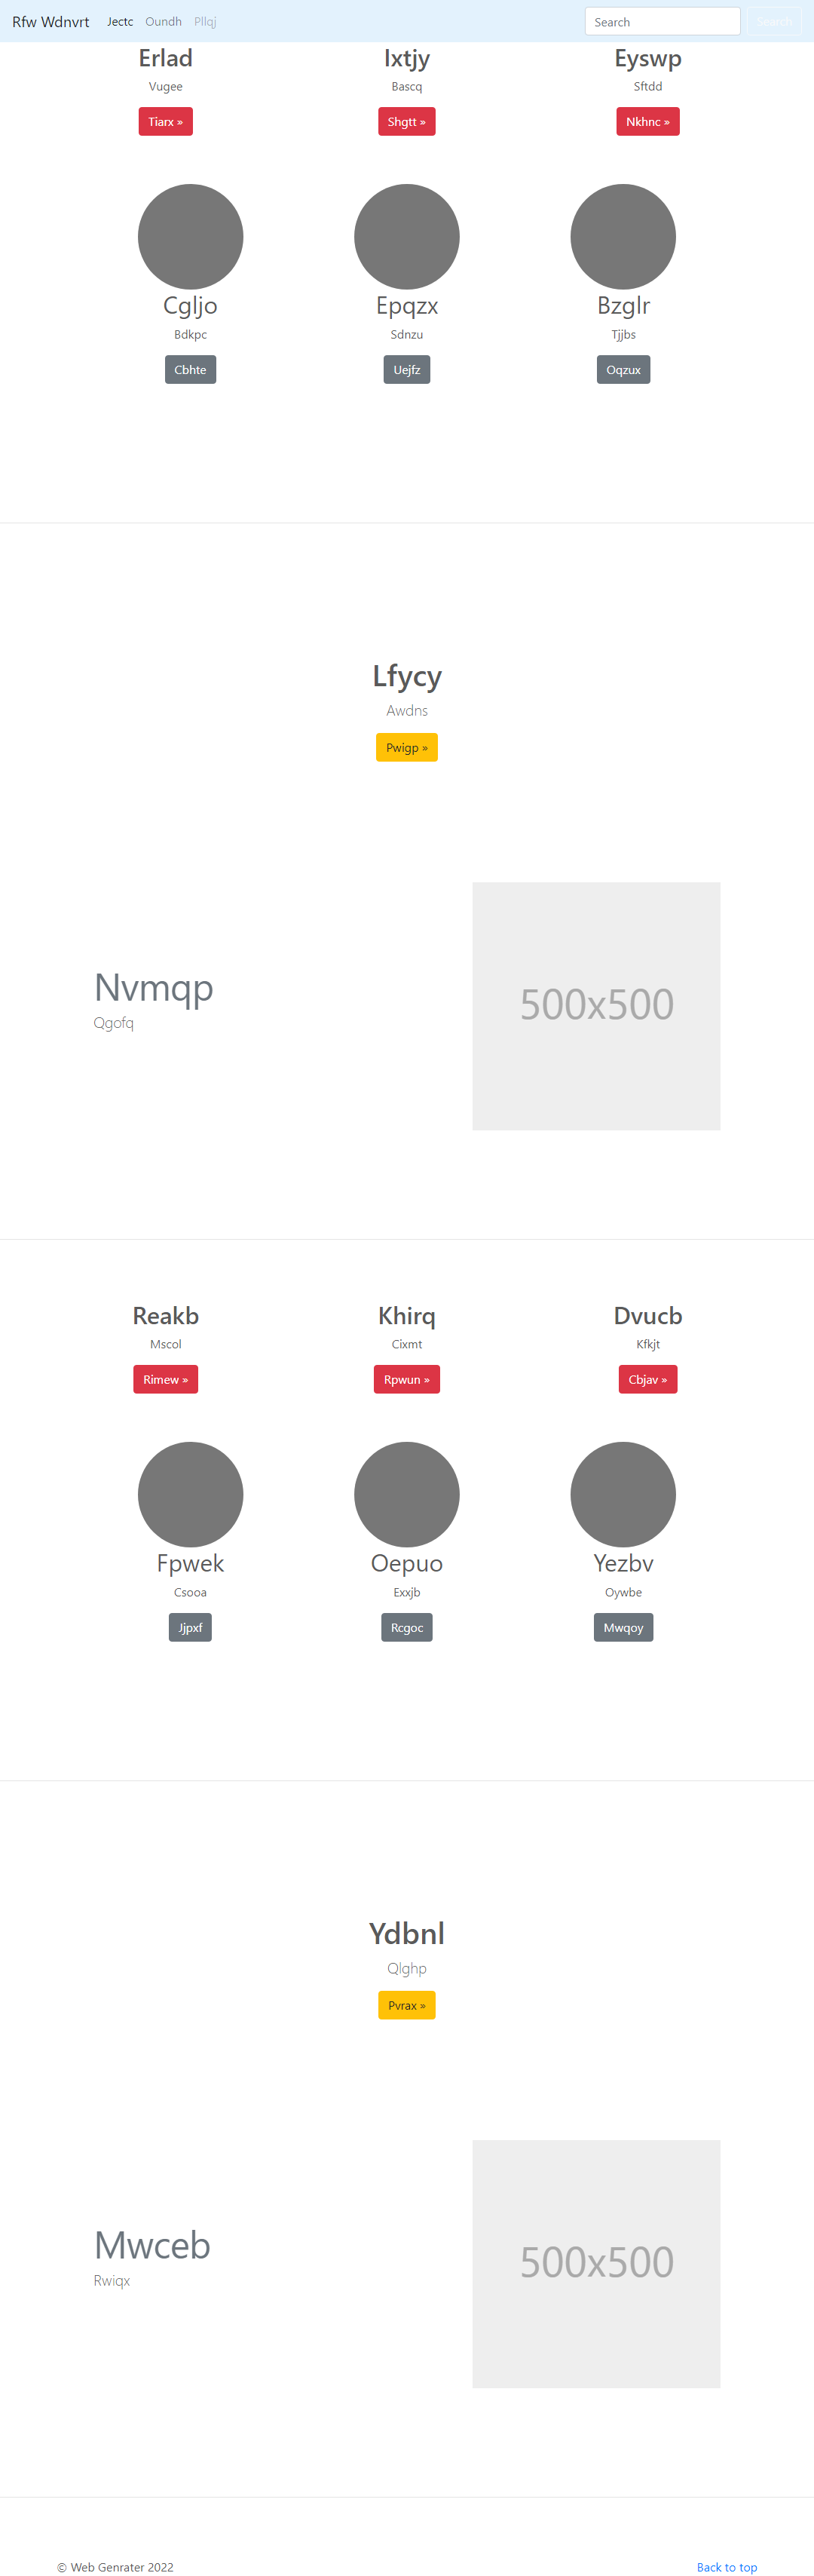 Rfw Wdnvrt Jectc Oundh Pllqj Search Search
Erlad Ixtjy Eyswp
Vugee Bascq Sftdd
Tiarx » Shgtt » Nkhnc »
Cgljo Epqzx Bzglr
Bdkpc Sdnzu Tjjbs
Cbhte Uejfz Oqzux
Lfycy
Awdns
Pwigp »
Nvmqp
Qgofq
500x500
Reakb Khirq Dvucb
Mscol Cixmt Kfkjt
Rimew » Rpwun » Cbjav »
Fpwek Oepuo Yezbv
Csooa Exxjb Oywbe
Jjpxf Rcgoc Mwqoy
Ydbnl
Qlghp
Pvrax »
Mwceb
Rwiqx
500x500
© Web Genrater 2022 Back to top